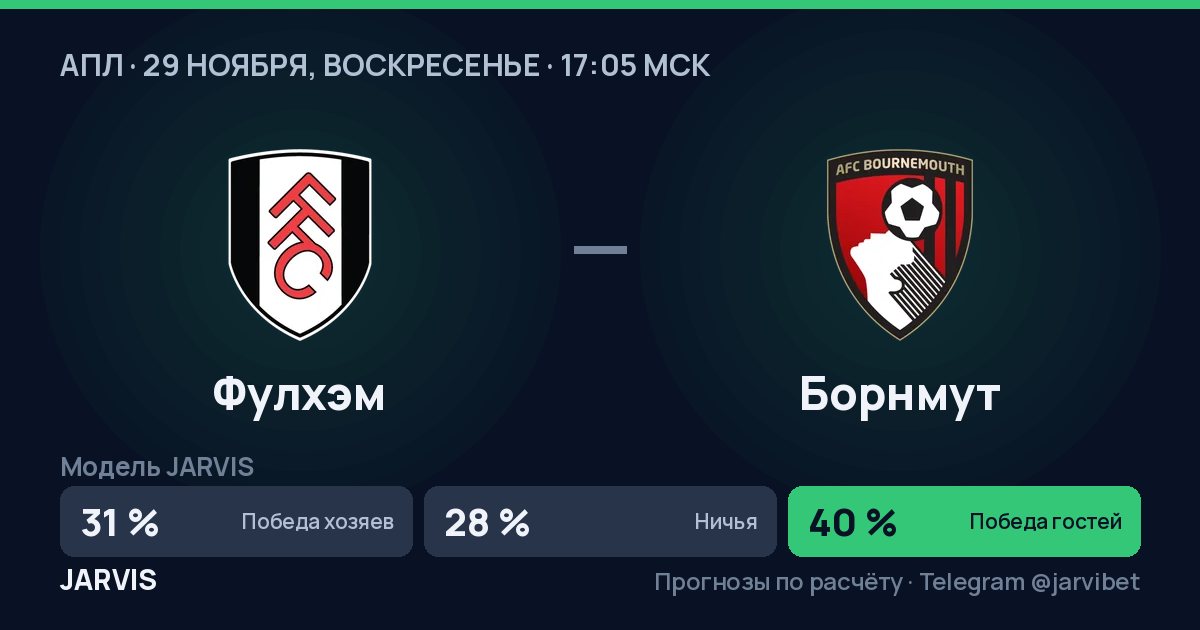 АПЛ · 29 НОЯБРЯ, ВОСКРЕСЕНЬЕ · 17:05 МСК
FFC
AFC BOURNEMOUTH
—
Фулхэм
Борнмут
Модель JARVIS
31 % Победа хозяев
28 % Ничья
40 % Победа гостей
JARVIS
Прогнозы по расчёту · Telegram @jarvibet